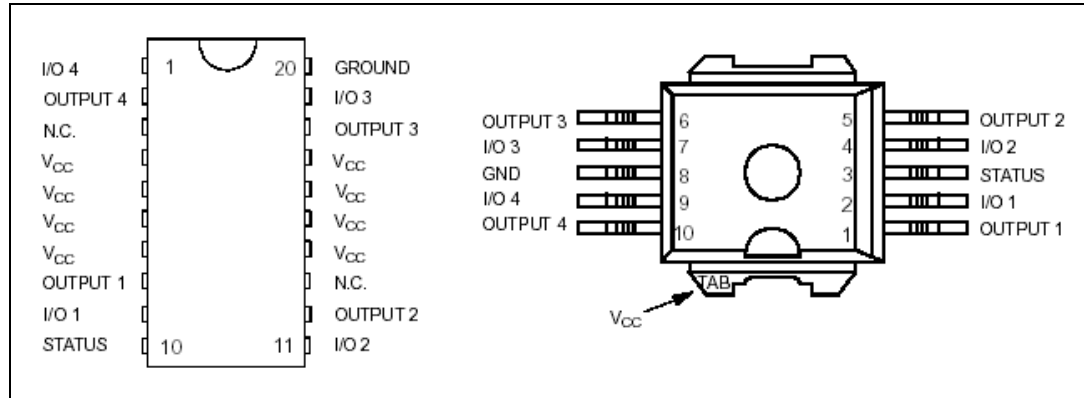 I/O 4 1 20 GROUND
OUTPUT 4 I/O 3
N.C. OUTPUT 3
VCC VCC
VCC VCC
VCC VCC
VCC VCC
OUTPUT 1 N.C.
I/O 1 OUTPUT 2
STATUS 10 11 I/O 2
OUTPUT 3 6 5 OUTPUT 2
I/O 3 7 4 I/O 2
GND 8 3 STATUS
I/O 4 9 2 I/O 1
OUTPUT 4 10 1 OUTPUT 1
TAB
VCC